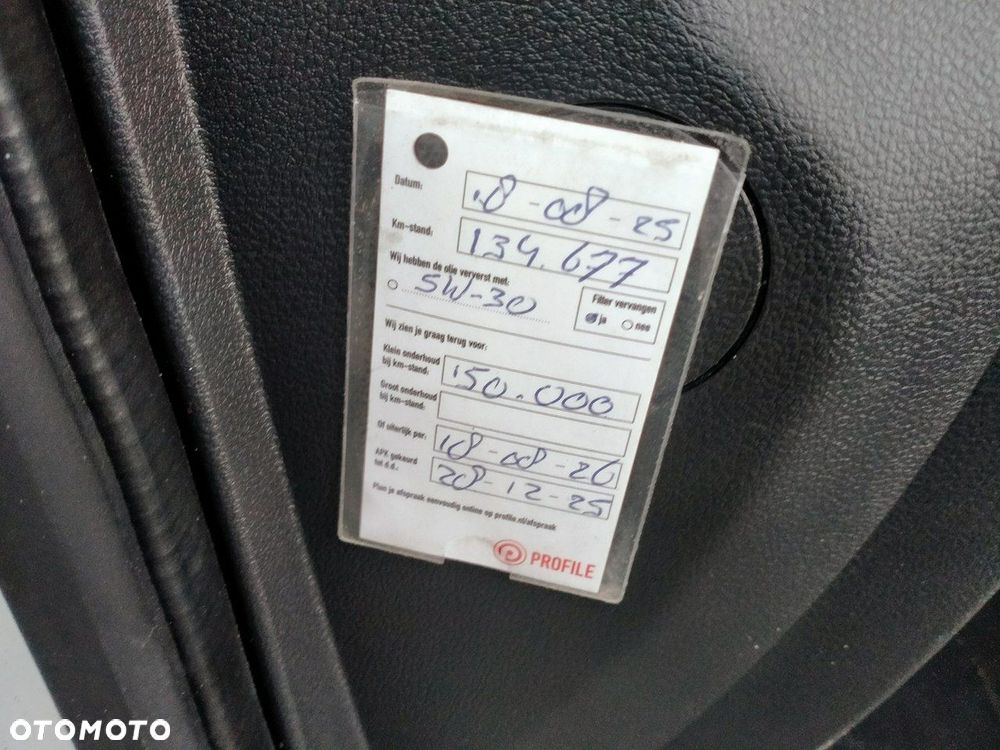 Datum: 18-08-25
Km-stand: 134.677
Wij hebben de olie ververst met:
5W-30
Filter vervangen
ja nee
Wij zien je graag terug voor:
Klein onderhoud
bij km-stand: 150.000
Groot onderhoud
bij km-stand:
Of uiterlijk per: 18-08-26
APK gekeurd
tot d.d.: 28-12-25
Plan je afspraak eenvoudig online op profile.nl/afspraak
PROFILE
OTOMOTO